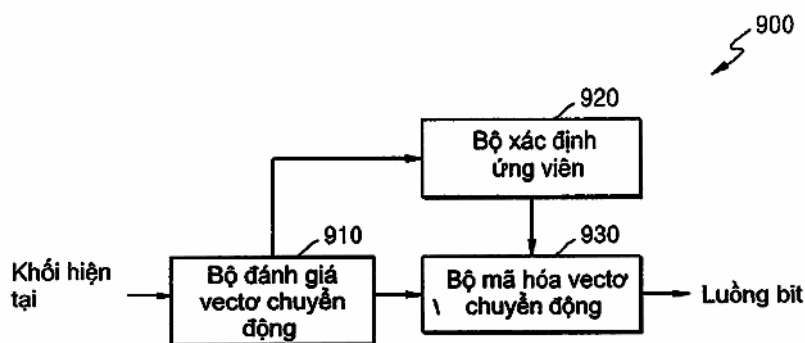 900
920
Bộ xác định
ứng viên
910
930
Khối hiện
tại
Bộ đánh giá
vectơ chuyển
động
Bộ mã hóa vectơ
chuyển động
Luồng bit